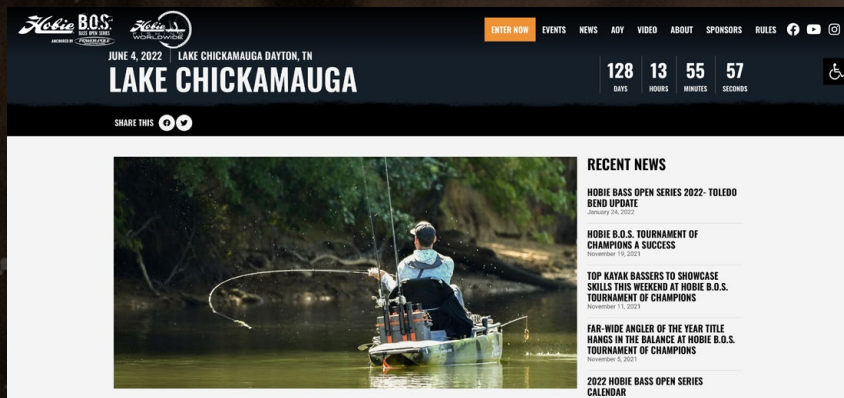 Hobie B.O.S.
BASS OPEN SERIES
ANCHORED BY POWER-POLE
Hobie
FISHING
WORLDWIDE
ENTER NOW EVENTS NEWS AOY VIDEO ABOUT SPONSORS RULES
JUNE 4, 2022 LAKE CHICKAMAUGA DAYTON, TN
LAKE CHICKAMAUGA
128 13 55 57
DAYS HOURS MINUTES SECONDS
SHARE THIS
RECENT NEWS
HOBIE BASS OPEN SERIES 2022- TOLEDO
BEND UPDATE
January 24, 2022
HOBIE B.O.S. TOURNAMENT OF
CHAMPIONS A SUCCESS
November 19, 2021
TOP KAYAK BASSERS TO SHOWCASE
SKILLS THIS WEEKEND AT HOBIE B.O.S.
TOURNAMENT OF CHAMPIONS
November 11, 2021
FAR-WIDE ANGLER OF THE YEAR TITLE
HANGS IN THE BALANCE AT HOBIE B.O.S.
TOURNAMENT OF CHAMPIONS
November 5, 2021
2022 HOBIE BASS OPEN SERIES
CALENDAR